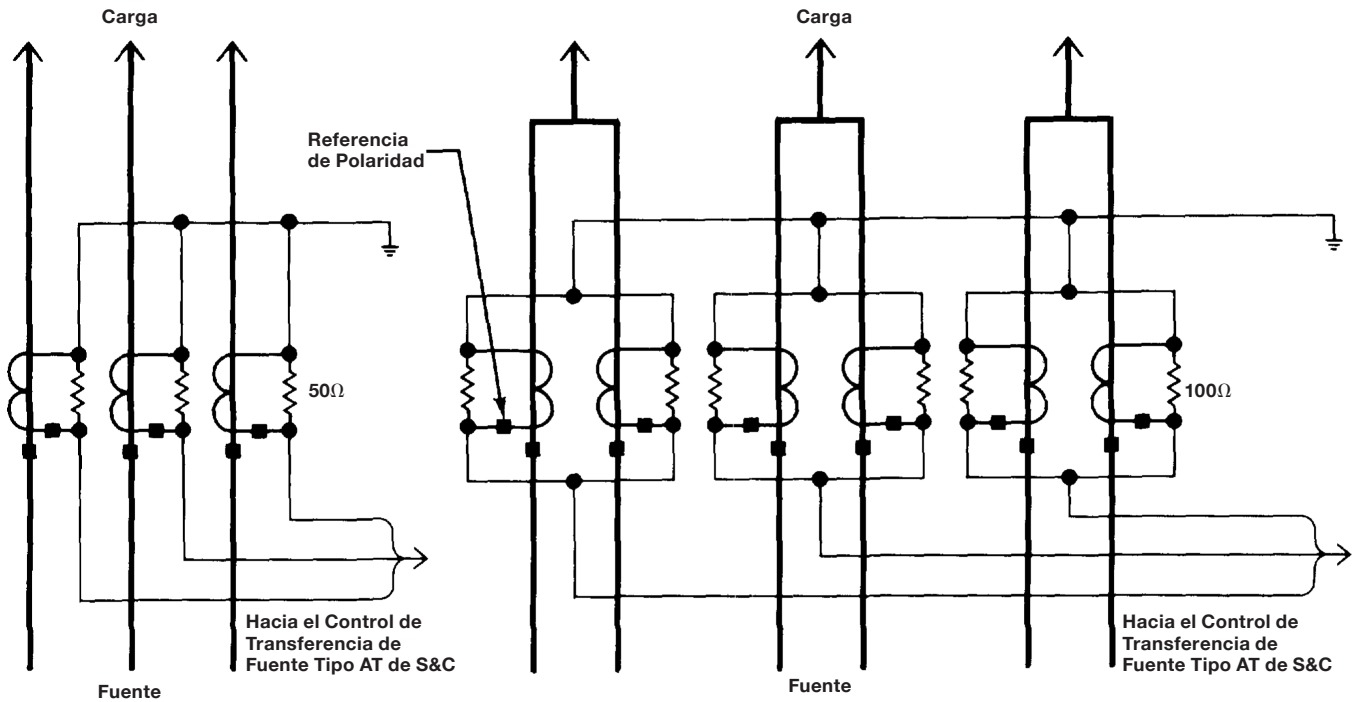 Carga
Carga
Referencia
de Polaridad
50Ω
100Ω
Hacia el Control de
Transferencia de
Fuente Tipo AT de S&C
Hacia el Control de
Transferencia de
Fuente Tipo AT de S&C
Fuente
Fuente